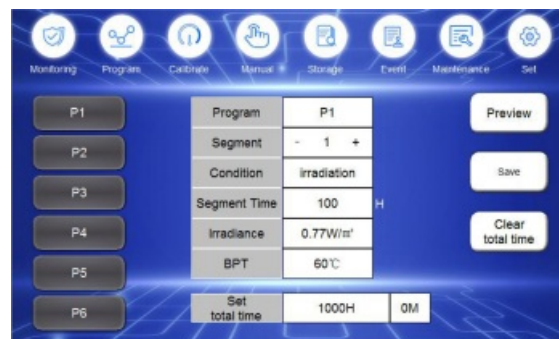 Monitoring Program Calibrate Manual Storage Event Maintenance Set
P1
P2
P3
P4
P5
P6
Program P1
Segment - 1 +
Condition irradiation
Segment Time 100 H
Irradiance 0.77W/㎡
BPT 60℃
Set total time 1000H 0M
Preview
Save
Clear
total time